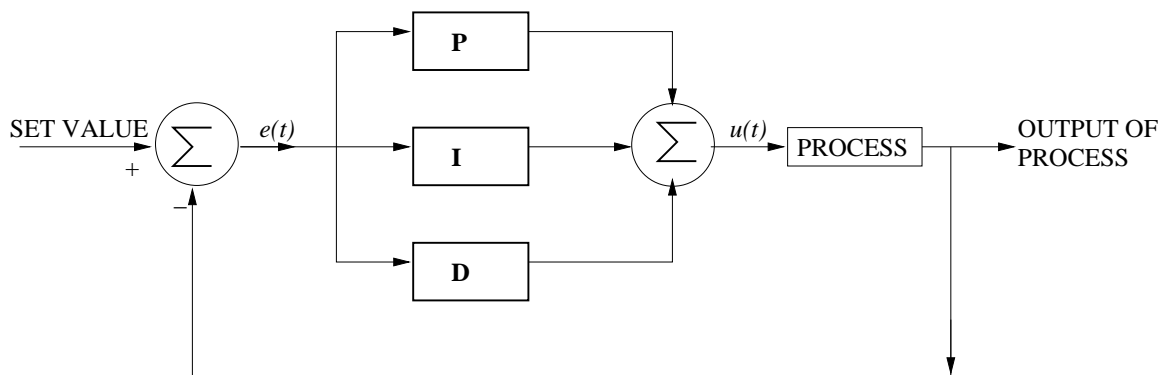 P
SET VALUE
+
−
∑
e(t)
I
∑
u(t)
PROCESS
OUTPUT OF
PROCESS
D